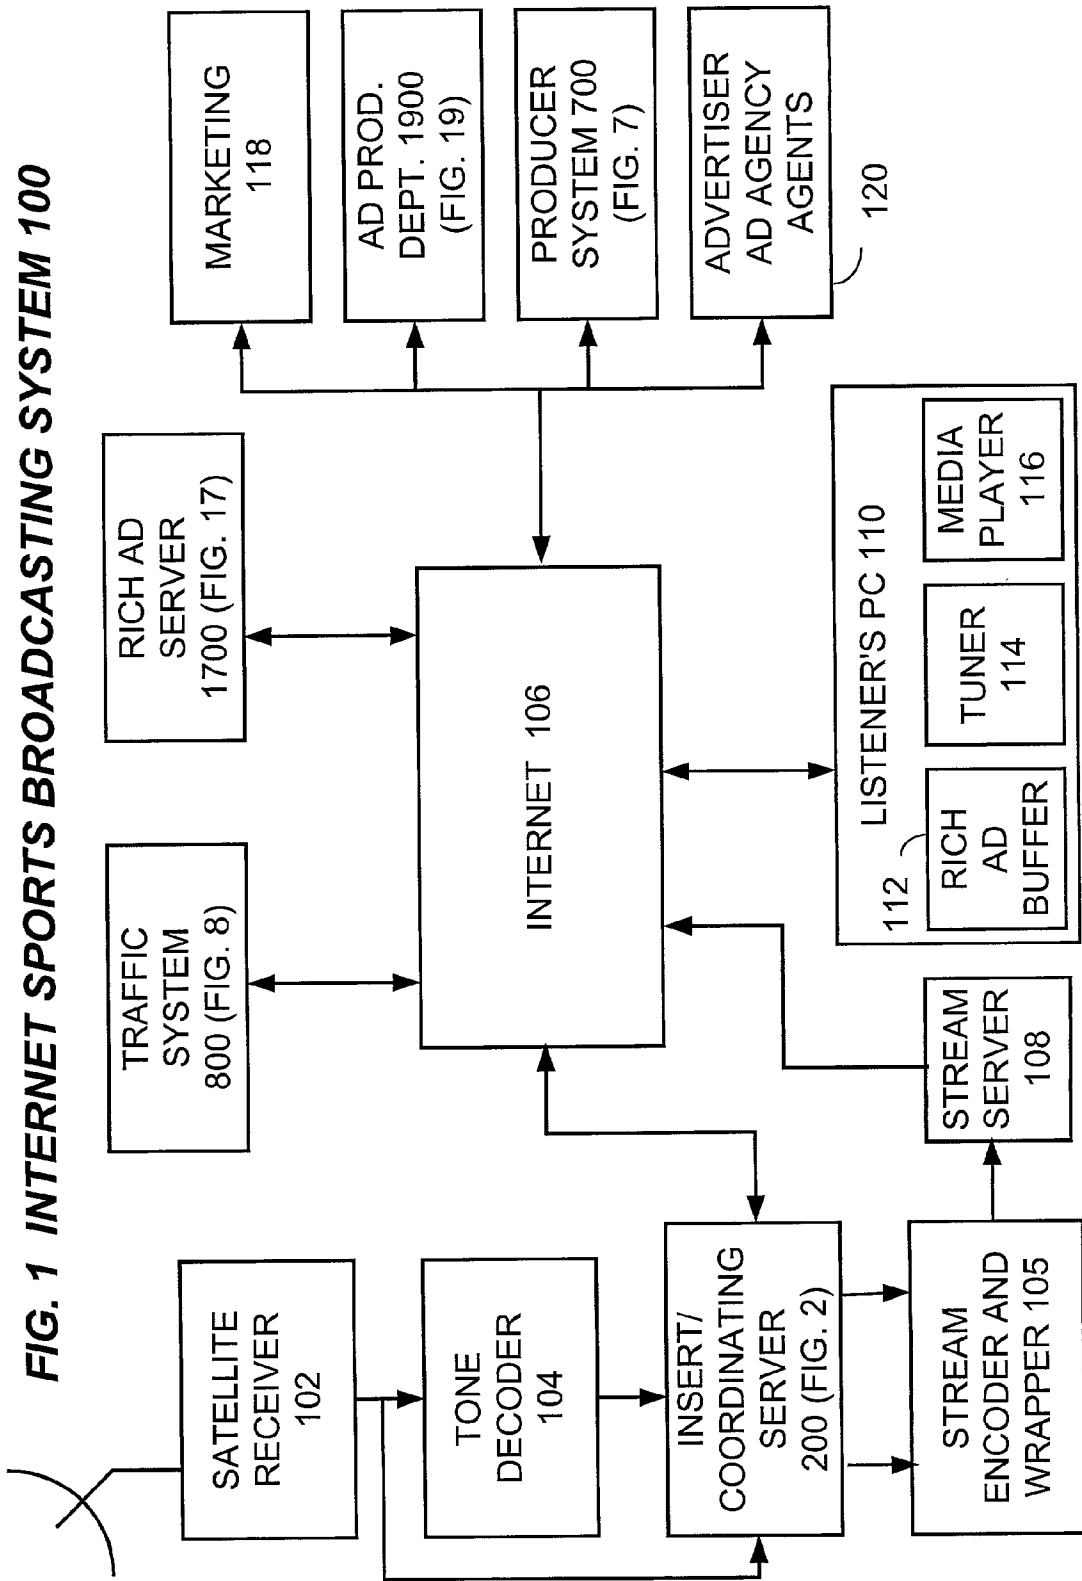 FIG. 1 INTERNET SPORTS BROADCASTING SYSTEM 100
SATELLITE
RECEIVER
102
TONE
DECODER
104
INSERT/
COORDINATING
SERVER
200 (FIG. 2)
STREAM
ENCODER AND
WRAPPER 105
STREAM
SERVER
108
TRAFFIC
SYSTEM
800 (FIG. 8)
RICH AD
SERVER
1700 (FIG. 17)
INTERNET 106
LISTENER'S PC 110
112
RICH
AD
BUFFER
TUNER
114
MEDIA
PLAYER
116
MARKETING
118
AD PROD.
DEPT. 1900
(FIG. 19)
PRODUCER
SYSTEM 700
(FIG. 7)
ADVERTISER
AD AGENCY
AGENTS
120